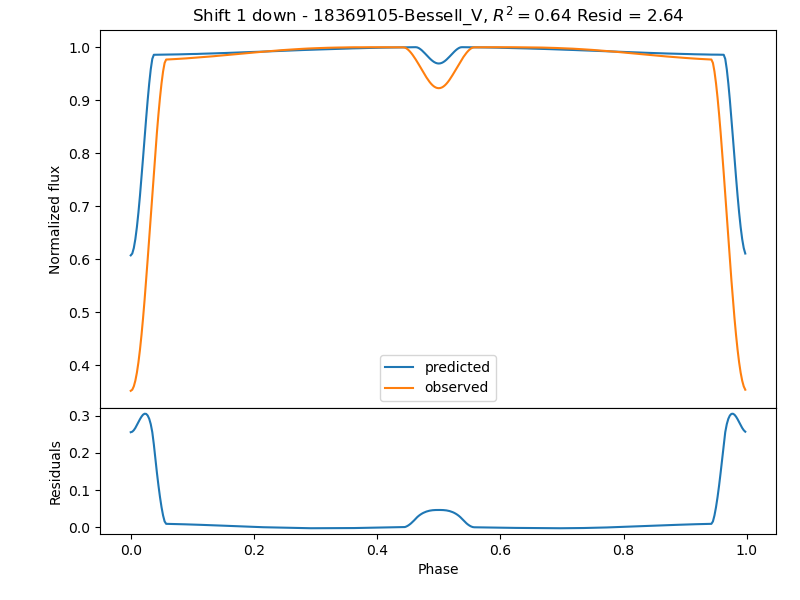 Shift 1 down - 18369105-Bessell_V, $R^2 = 0.64$ Resid = 2.64
1.0
0.9
0.8
0.7
0.6
0.5
0.4
Normalized flux
predicted
observed
0.3
0.2
0.1
0.0
Residuals
0.0 0.2 0.4 0.6 0.8 1.0
Phase